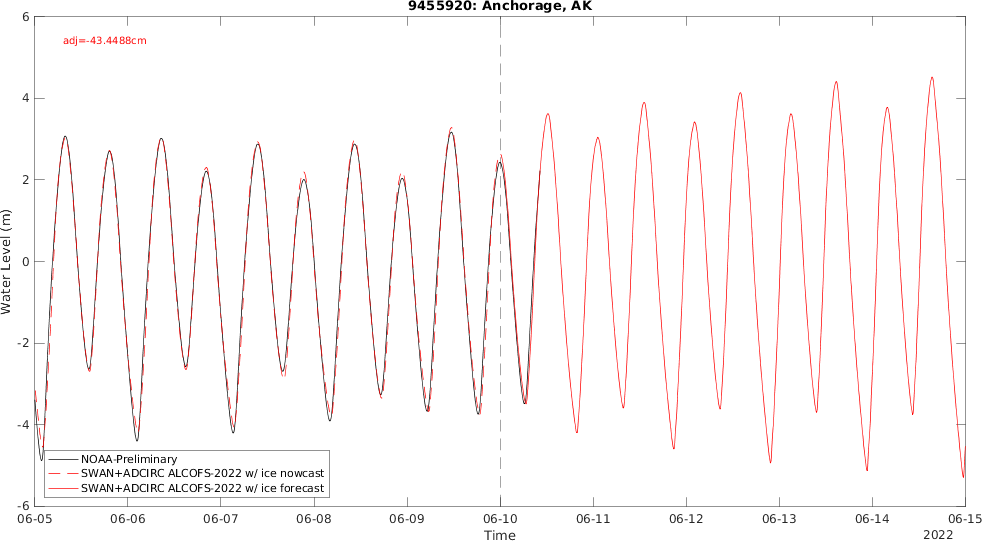 9455920: Anchorage, AK
adj=-43.4488cm
6
4
2
0
-2
-4
-6
Water Level (m)
NOAA-Preliminary
SWAN+ADCIRC ALCOFS-2022 w/ ice nowcast
SWAN+ADCIRC ALCOFS-2022 w/ ice forecast
06-05 06-06 06-07 06-08 06-09 06-10 06-11 06-12 06-13 06-14 06-15
Time
2022